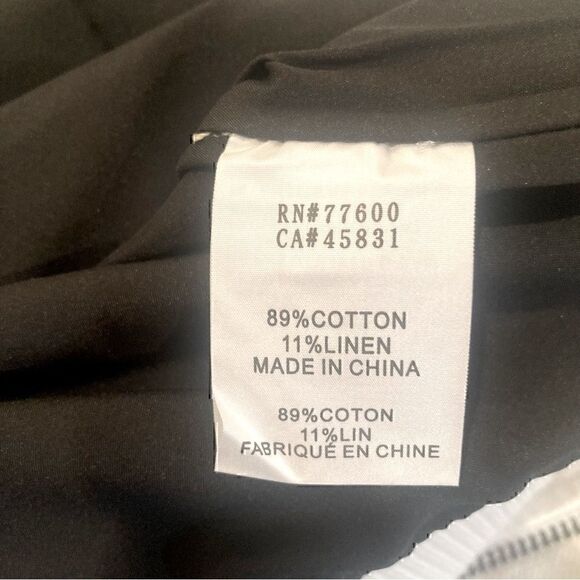 RN#77600
CA#45831
89%COTTON
11%LINEN
MADE IN CHINA
89%COTON
11%LIN
FABRIQUÉ EN CHINE